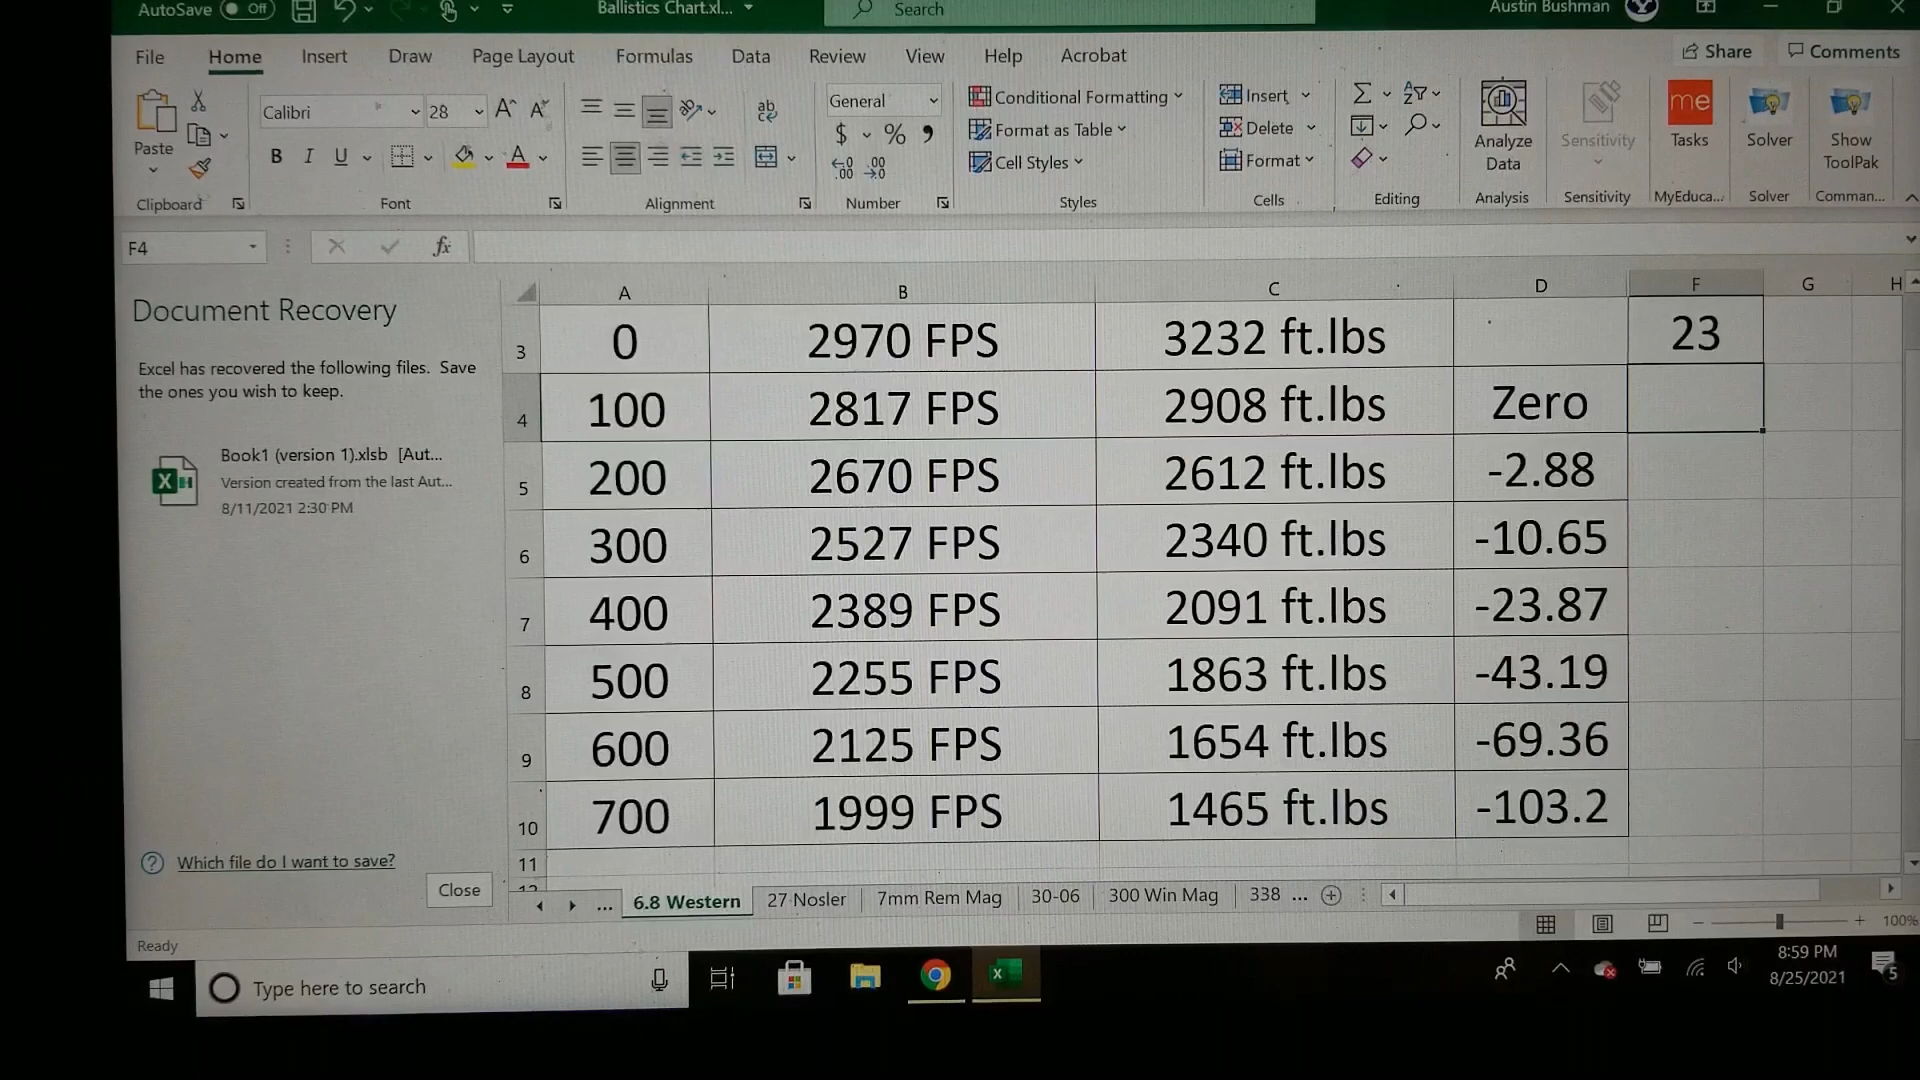 AutoSave Off Ballistics Chart.xl... Search Austin Bushman
File Home Insert Draw Page Layout Formulas Data Review View Help Acrobat Share Comments
Calibri 28 General Conditional Formatting Insert
Format as Table Delete
Paste B I U $ % Cell Styles Format Analyze Data Sensitivity Tasks Solver Show ToolPak
Clipboard Font Alignment Number Styles Cells Editing Analysis Sensitivity MyEduca... Solver Comman...
F4 fx
Document Recovery
Excel has recovered the following files. Save
the ones you wish to keep.
Book1 (version 1).xlsb [Aut...
Version created from the last Aut...
8/11/2021 2:30 PM
Which file do I want to save?
Close
A B C D F G H
3 0 2970 FPS 3232 ft.lbs 23
4 100 2817 FPS 2908 ft.lbs Zero
5 200 2670 FPS 2612 ft.lbs -2.88
6 300 2527 FPS 2340 ft.lbs -10.65
7 400 2389 FPS 2091 ft.lbs -23.87
8 500 2255 FPS 1863 ft.lbs -43.19
9 600 2125 FPS 1654 ft.lbs -69.36
10 700 1999 FPS 1465 ft.lbs -103.2
11
... 6.8 Western 27 Nosler 7mm Rem Mag 30-06 300 Win Mag 338 ...
Ready 100%
Type here to search 8:59 PM
8/25/2021 5